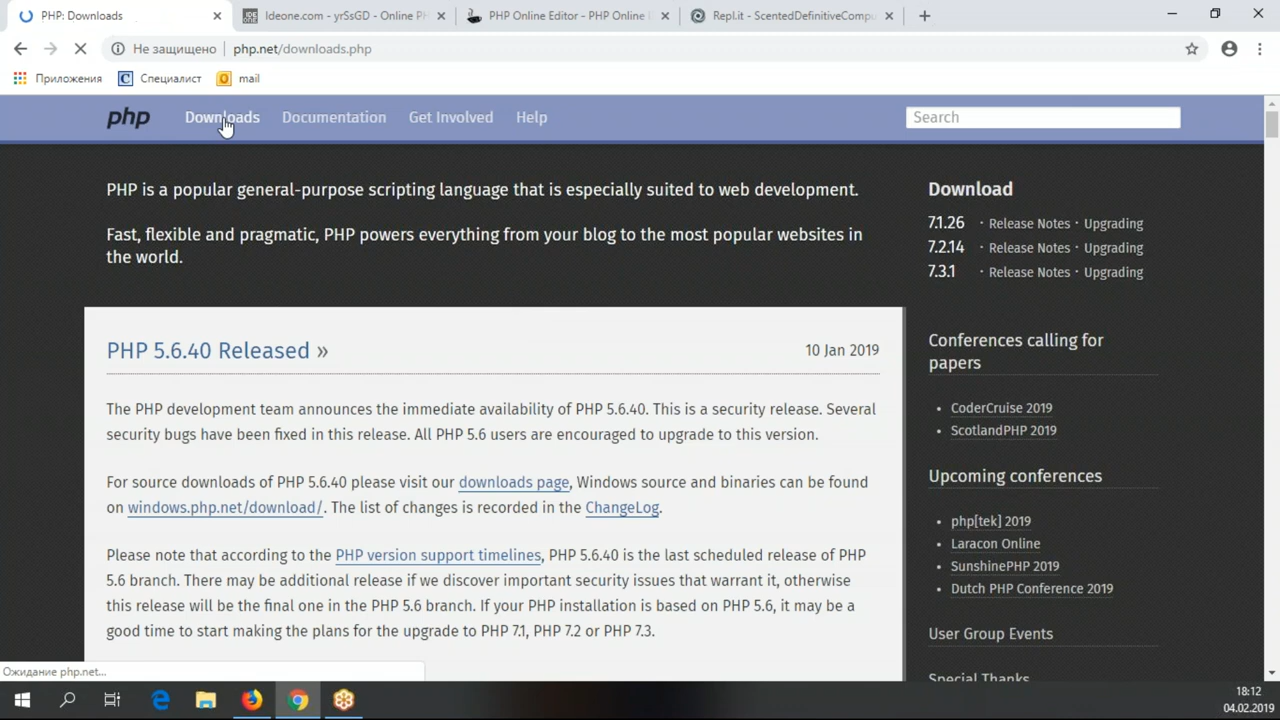 PHP: Downloads
Ideone.com - yrSsGD - Online PH
PHP Online Editor - PHP Online E
Repl.it - ScentedDefinitiveCompu
Не защищено
php.net/downloads.php
Приложения
Специалист
mail
php
Downloads
Documentation
Get Involved
Help
Search
PHP is a popular general-purpose scripting language that is especially suited to web development.
Fast, flexible and pragmatic, PHP powers everything from your blog to the most popular websites in
the world.
Download
7.1.26 · Release Notes · Upgrading
7.2.14 · Release Notes · Upgrading
7.3.1 · Release Notes · Upgrading
PHP 5.6.40 Released »
10 Jan 2019
The PHP development team announces the immediate availability of PHP 5.6.40. This is a security release. Several
security bugs have been fixed in this release. All PHP 5.6 users are encouraged to upgrade to this version.
For source downloads of PHP 5.6.40 please visit our downloads page, Windows source and binaries can be found
on windows.php.net/download/. The list of changes is recorded in the ChangeLog.
Please note that according to the PHP version support timelines, PHP 5.6.40 is the last scheduled release of PHP
5.6 branch. There may be additional release if we discover important security issues that warrant it, otherwise
this release will be the final one in the PHP 5.6 branch. If your PHP installation is based on PHP 5.6, it may be a
good time to start making the plans for the upgrade to PHP 7.1, PHP 7.2 or PHP 7.3.
Conferences calling for
papers
• CoderCruise 2019
• ScotlandPHP 2019
Upcoming conferences
• php[tek] 2019
• Laracon Online
• SunshinePHP 2019
• Dutch PHP Conference 2019
User Group Events
Special Thanks
Ожидание php.net...
18:12
04.02.2019